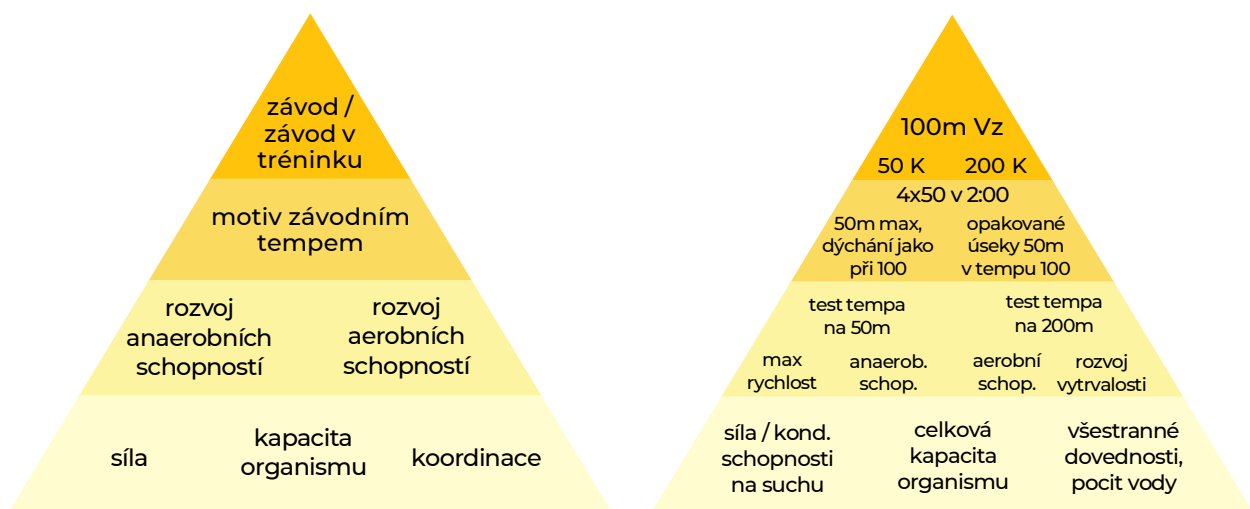 závod /
závod v
tréninku
motiv závodním
tempem
rozvoj
anaerobních
schopností
rozvoj
aerobních
schopností
síla
kapacita
organismu
koordinace
100m Vz
50 K
200 K
4x50 v 2:00
50m max,
dýchání jako
při 100
opakované
úseky 50m
v tempu 100
test tempa
na 50m
test tempa
na 200m
max
rychlost
anaerob.
schop.
aerobní
schop.
rozvoj
vytrvalosti
síla / kond.
schopnosti
na suchu
celková
kapacita
organismu
všestranné
dovednosti,
pocit vody